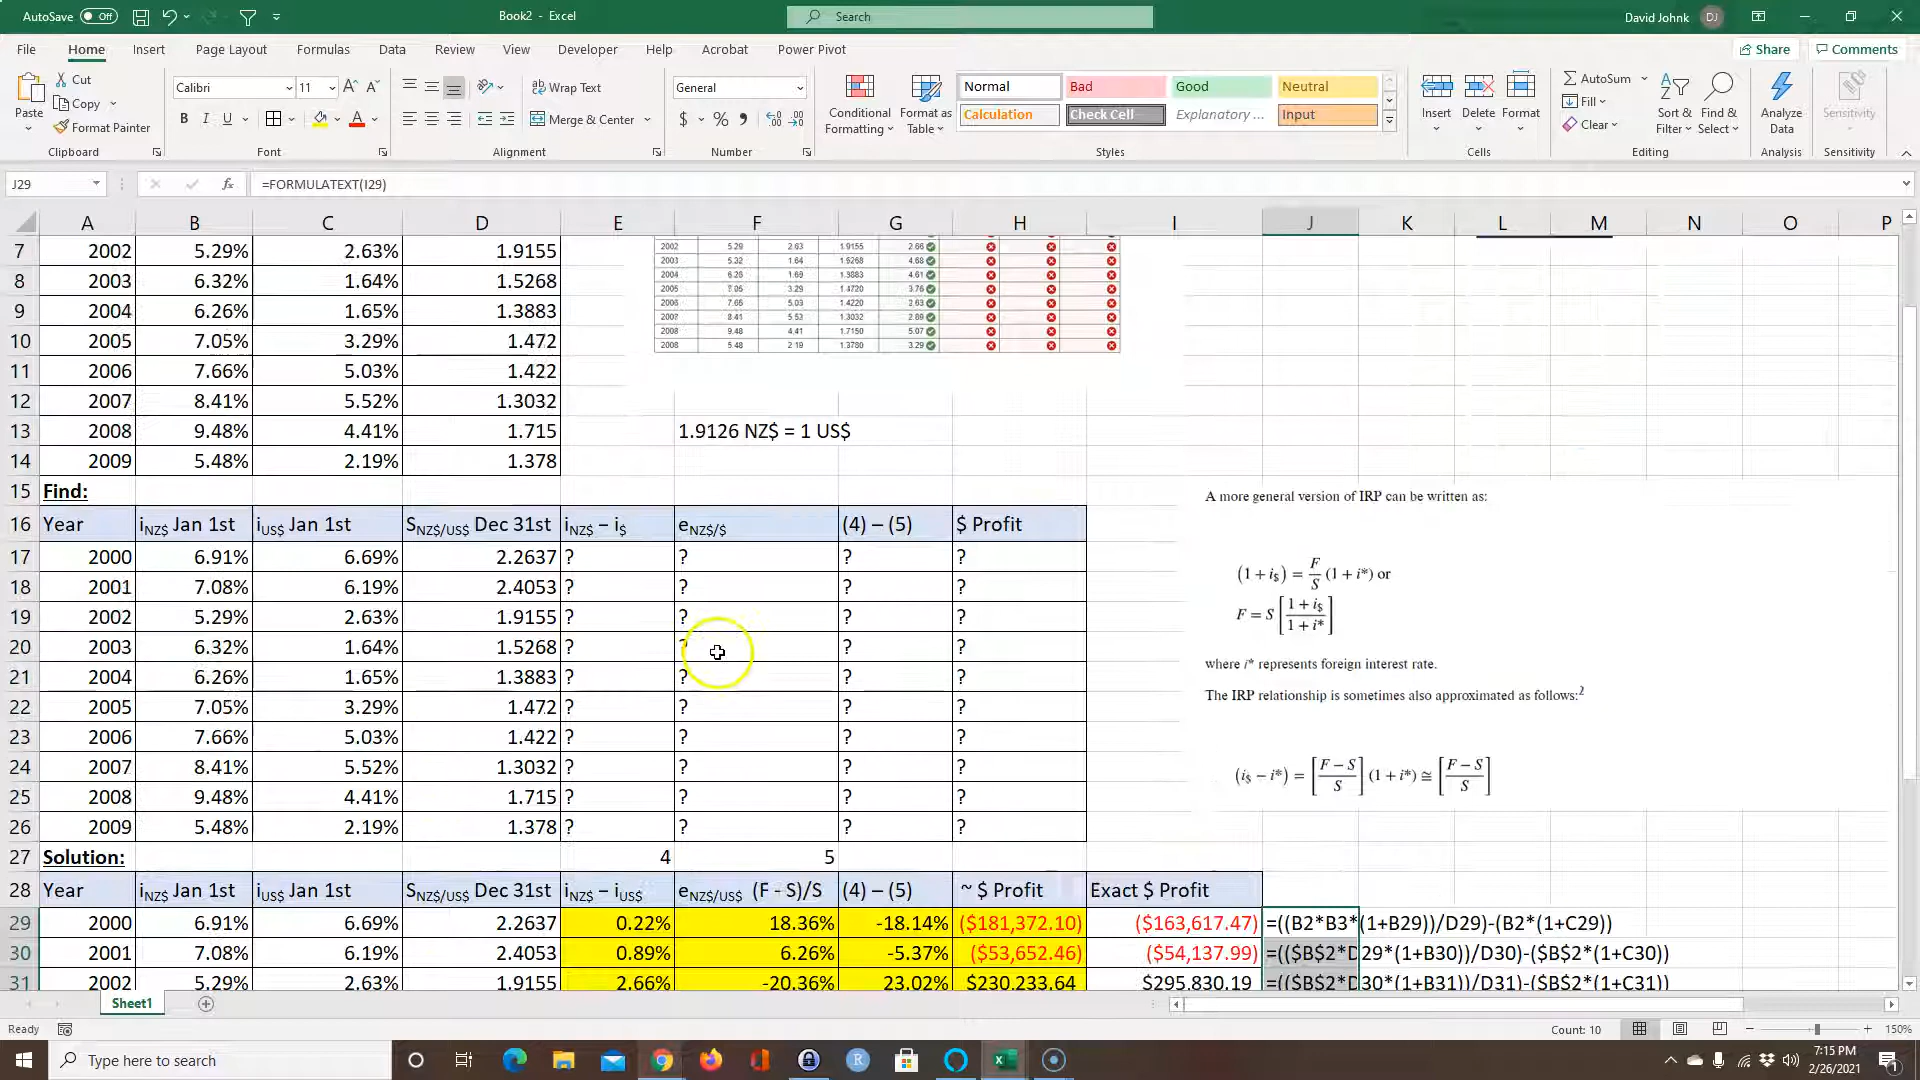 AutoSave Off Book2 - Excel Search David Johnk DJ
File Home Insert Page Layout Formulas Data Review View Developer Help Acrobat Power Pivot Share Comments
Paste Cut Copy Format Painter Calibri 11 Wrap Text Merge & Center General Conditional Formatting Format as Table Normal Bad Good Neutral Calculation Check Cell Explanatory ... Input Insert Delete Format AutoSum Fill Clear Sort & Filter Find & Select Analyze Data Sensitivity
Clipboard Font Alignment Number Styles Cells Editing Analysis Sensitivity
J29 fx =FORMULATEXT(I29)
A B C D E F G H I J K L M N O P
7 2002 5.29% 2.63% 1.9155
8 2003 6.32% 1.64% 1.5268
9 2004 6.26% 1.65% 1.3883
10 2005 7.05% 3.29% 1.472
11 2006 7.66% 5.03% 1.422
12 2007 8.41% 5.52% 1.3032
13 2008 9.48% 4.41% 1.715 1.9126 NZ$ = 1 US$
14 2009 5.48% 2.19% 1.378
2002 5.29 2.63 1.9155 2.66
2003 1.64 4.68
2004 6.26 1.3883 4.61
2005 7.05 3.29 1.4720 3.76
2006 7.66 5.03 1.4220 2.63
2007 8.41 1.3032 2.89
2008 9.48 4.41 1.7150 5.07
5.48 2.19 1.3780 3.29
15 Find:
16 Year iNZ$ Jan 1st iUS$ Jan 1st SNZ$/US$ Dec 31st iNZ$ – i$ eNZ$/$ (4) – (5) $ Profit
17 2000 6.91% 6.69% 2.2637 ? ? ? ?
18 2001 7.08% 6.19% 2.4053 ? ? ? ?
19 2002 5.29% 2.63% 1.9155 ? ? ? ?
20 2003 6.32% 1.64% 1.5268 ? ? ? ?
21 2004 6.26% 1.65% 1.3883 ? ? ? ?
22 2005 7.05% 3.29% 1.472 ? ? ? ?
23 2006 7.66% 5.03% 1.422 ? ? ? ?
24 2007 8.41% 5.52% 1.3032 ? ? ? ?
25 2008 9.48% 4.41% 1.715 ? ? ? ?
26 2009 5.48% 2.19% 1.378 ? ? ? ?
A more general version of IRP can be written as:
(1 + i$) = F/S (1 + i*) or
F = S [1 + i$ / 1 + i*]
where i* represents foreign interest rate.
The IRP relationship is sometimes also approximated as follows:2
(i$ − i*) = [F − S / S] (1 + i*) ≅ [F − S / S]
27 Solution: 4 5
28 Year iNZ$ Jan 1st iUS$ Jan 1st SNZ$/US$ Dec 31st iNZ$ – iUS$ eNZ$/US$ (F - S)/S (4) – (5) ~ $ Profit Exact $ Profit
29 2000 6.91% 6.69% 2.2637 0.22% 18.36% -18.14% ($181,372.10) ($163,617.47) =((B2*B3*(1+B29))/D29)-(B2*(1+C29))
30 2001 7.08% 6.19% 2.4053 0.89% 6.26% -5.37% ($53,652.46) ($54,137.99) =(($B$2*D29*(1+B30))/D30)-($B$2*(1+C30))
31 2002 5.29% 2.63% 1.9155 2.66% -20.36% 23.02% $230,233.64 $295,830.19 =(($B$2*D30*(1+B31))/D31)-($B$2*(1+C31))
Sheet1
Ready Count: 10 150%
Type here to search 7:15 PM
2/26/2021